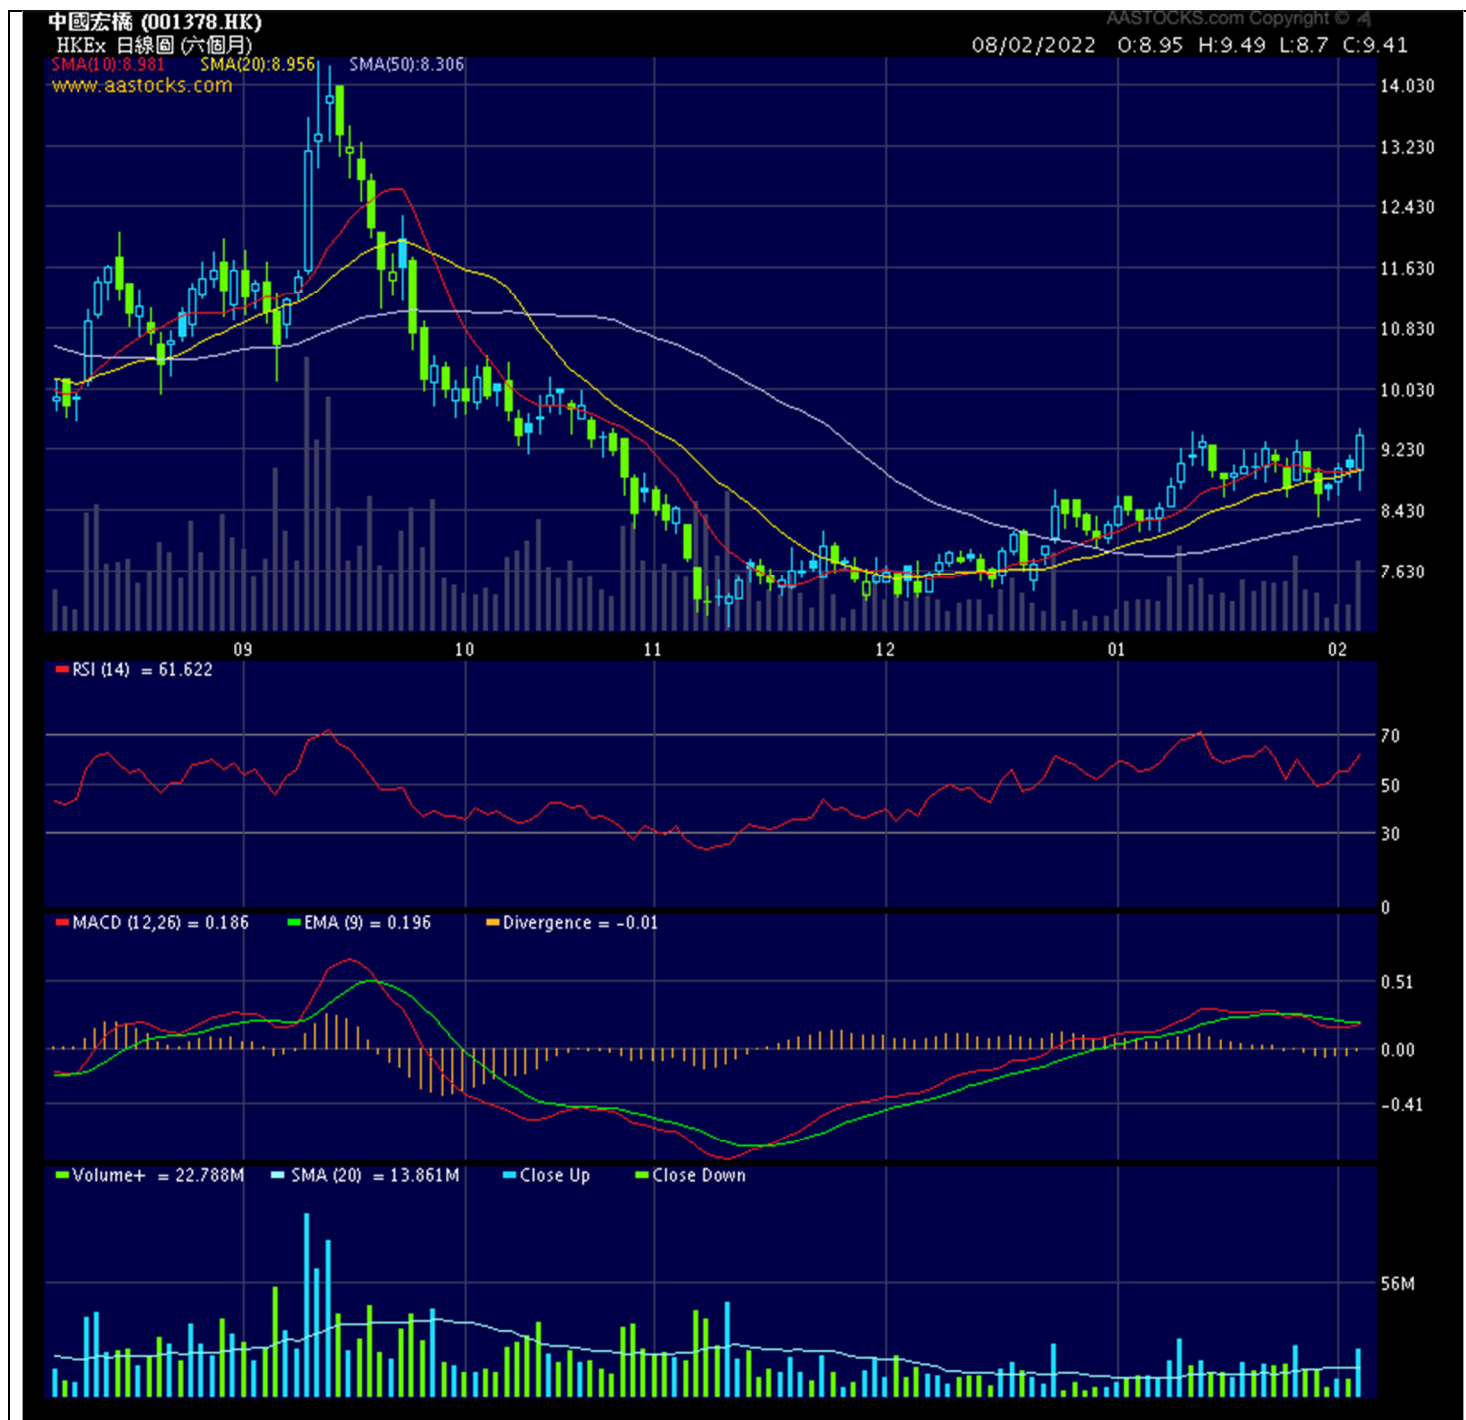 中國宏橋 (001378.HK)
AASTOCKS.com Copyright ©
HKEx 日線圖 (六個月)
08/02/2022 O:8.95 H:9.49 L:8.7 C:9.41
SMA(10):8.981 SMA(20):8.956 SMA(50):8.306
www.aastocks.com
14.030
13.230
12.430
11.630
10.830
10.030
9.230
8.430
7.630
09 10 11 12 01 02
RSI (14) = 61.622
70
50
30
0
MACD (12,26) = 0.186 EMA (9) = 0.196 Divergence = -0.01
0.51
0.00
-0.41
Volume+ = 22.788M SMA (20) = 13.861M Close Up Close Down
56M